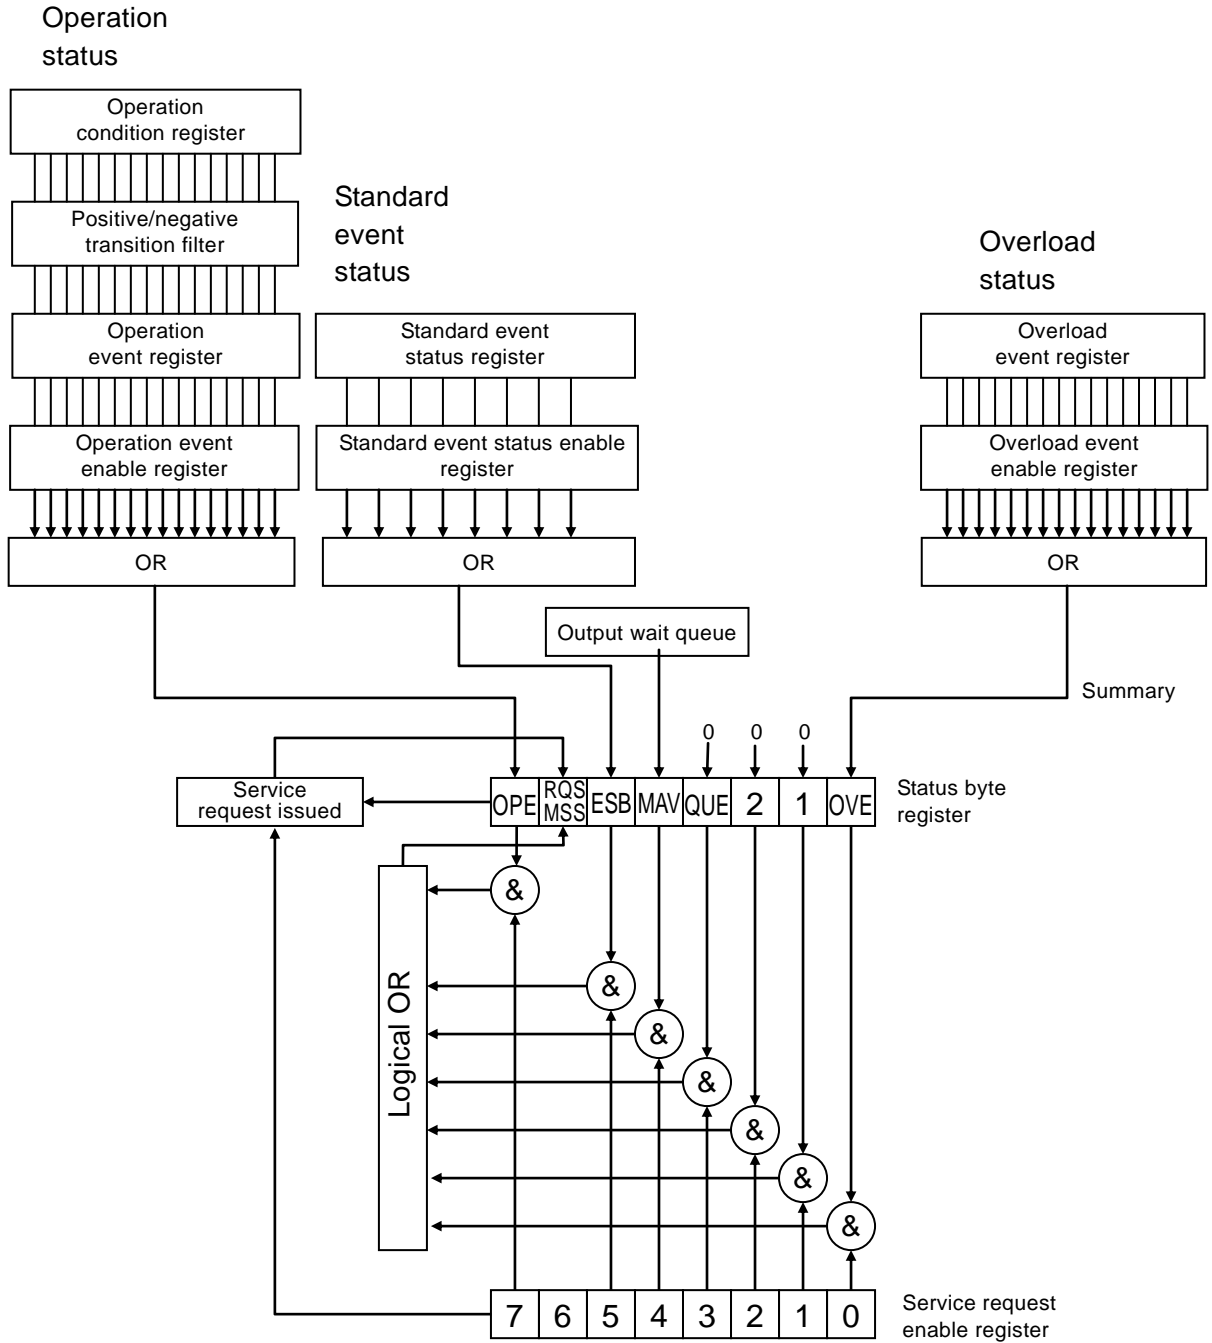 Operation
status
Operation
condition register
Positive/negative
transition filter
Operation
event register
Operation event
enable register
OR
Standard
event
status
Standard event
status register
Standard event status enable
register
OR
Overload
status
Overload
event register
Overload event
enable register
OR
Output wait queue
Summary
0 0 0
Service
request issued
OPE RQS MSS ESB MAV QUE 2 1 OVE
Status byte
register
Logical OR
&
&
&
&
&
&
&
7 6 5 4 3 2 1 0
Service request
enable register